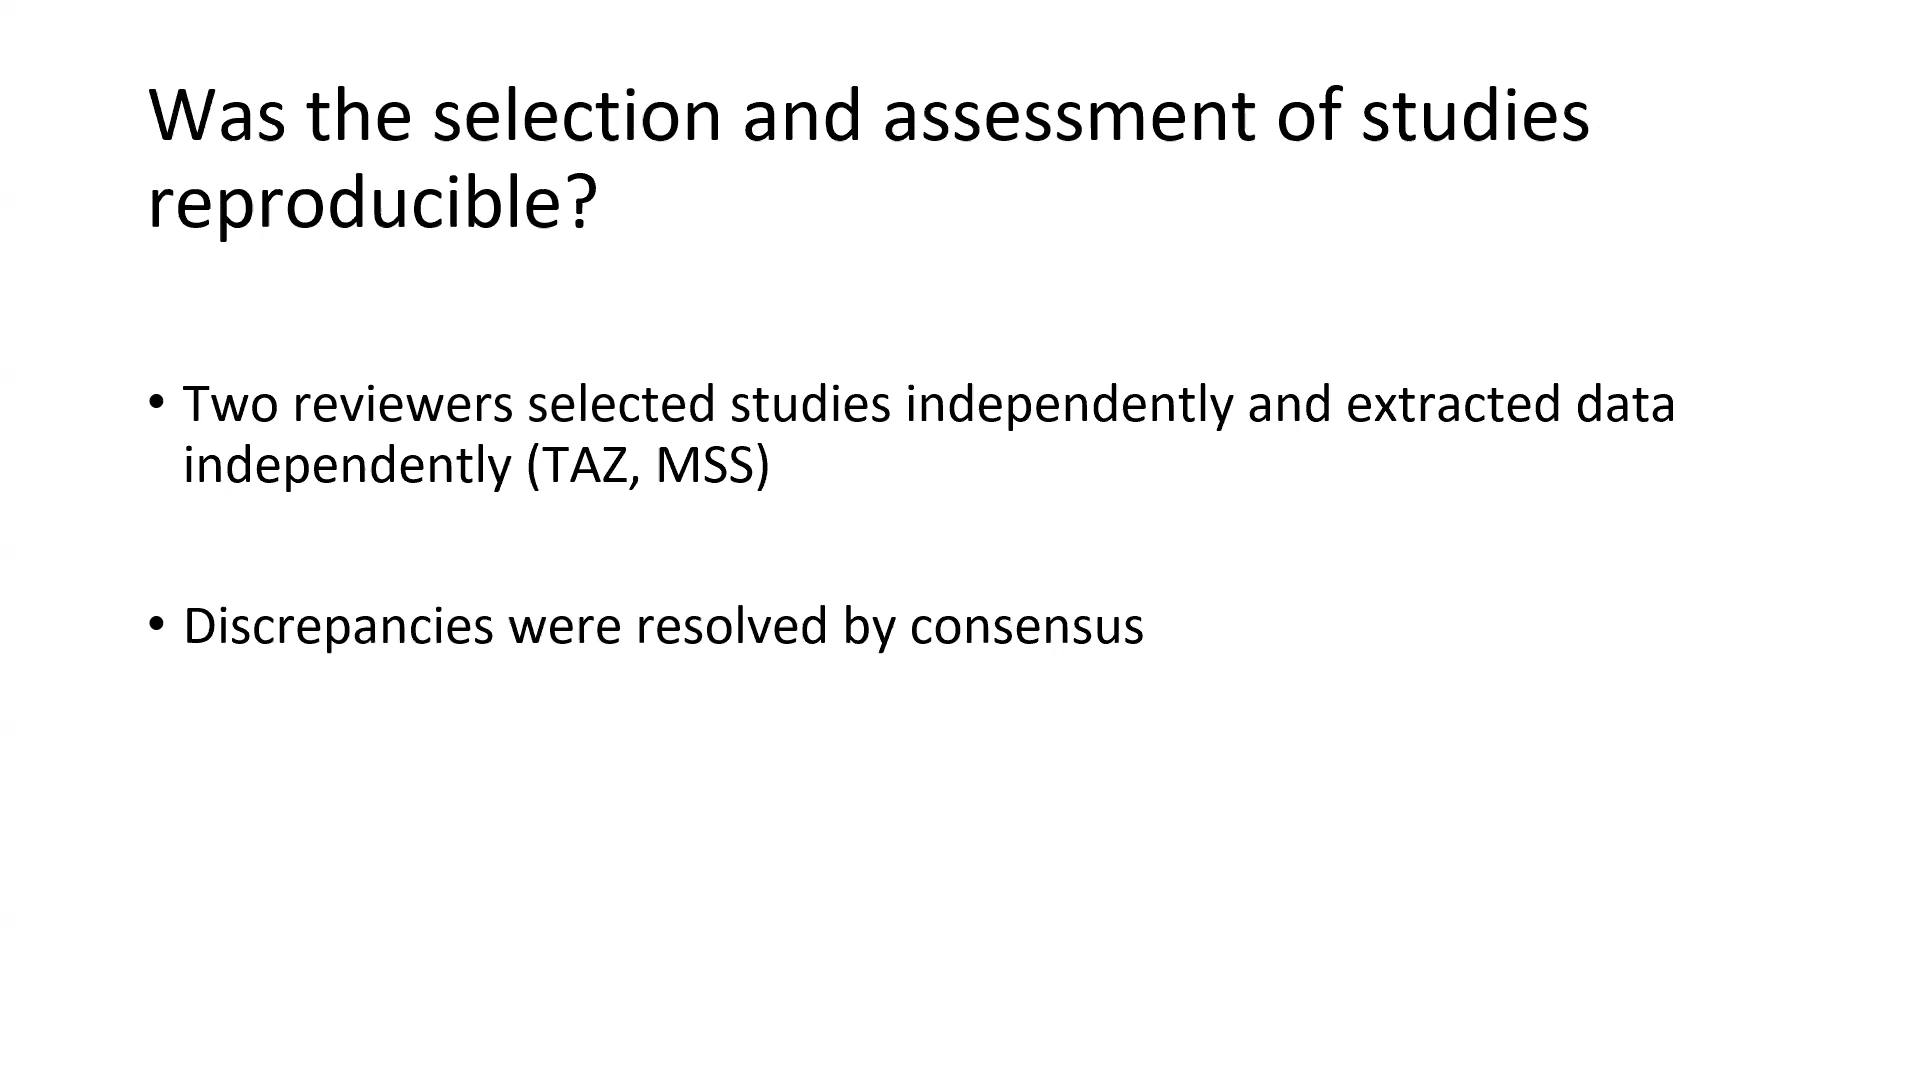 Was the selection and assessment of studies
reproducible?
• Two reviewers selected studies independently and extracted data
independently (TAZ, MSS)
• Discrepancies were resolved by consensus